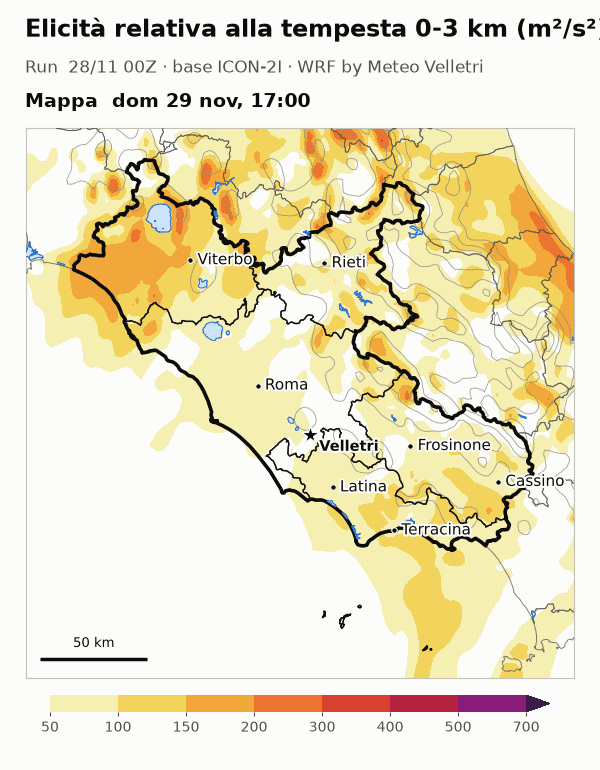 Elicità relativa alla tempesta 0-3 km (m²/s²)
Run 28/11 00Z · base ICON-2I · WRF by Meteo Velletri
Mappa dom 29 nov, 17:00
Viterbo
Rieti
Roma
Velletri
Frosinone
Cassino
Latina
Terracina
50 km
50 100 150 200 300 400 500 700